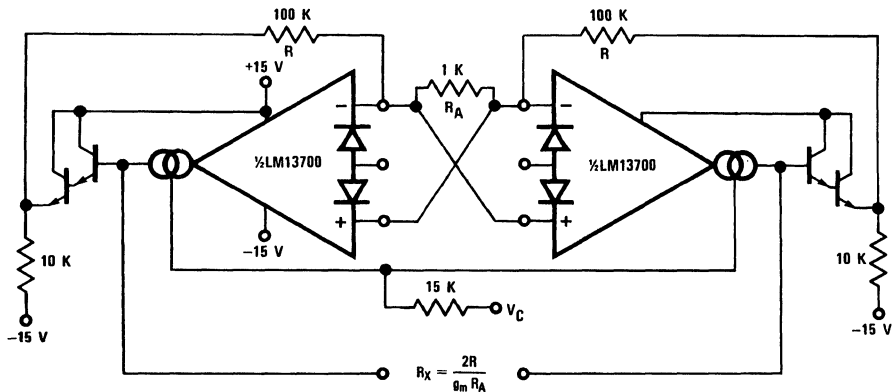 100 K
R
100 K
R
+15 V
1 K
R_A
−
½LM13700
+
−
½LM13700
+
−15 V
10 K
−15 V
15 K
V_C
10 K
−15 V
R_X = 2R / g_m R_A